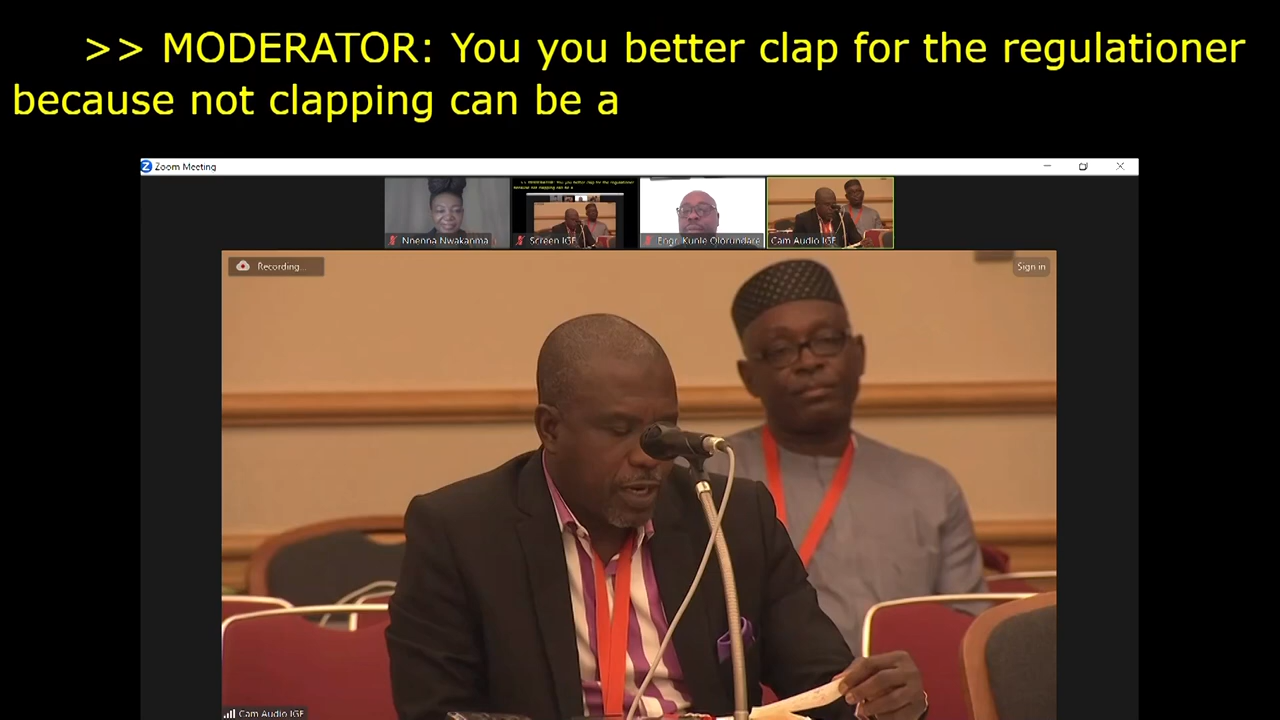 >> MODERATOR: You you better clap for the regulationer
because not clapping can be a
Zoom Meeting
Nnenna Nwakanma
Screen IGF
Engr. Kunle Olorundare
Cam Audio IGF
Recording...
Sign in
Cam Audio IGF